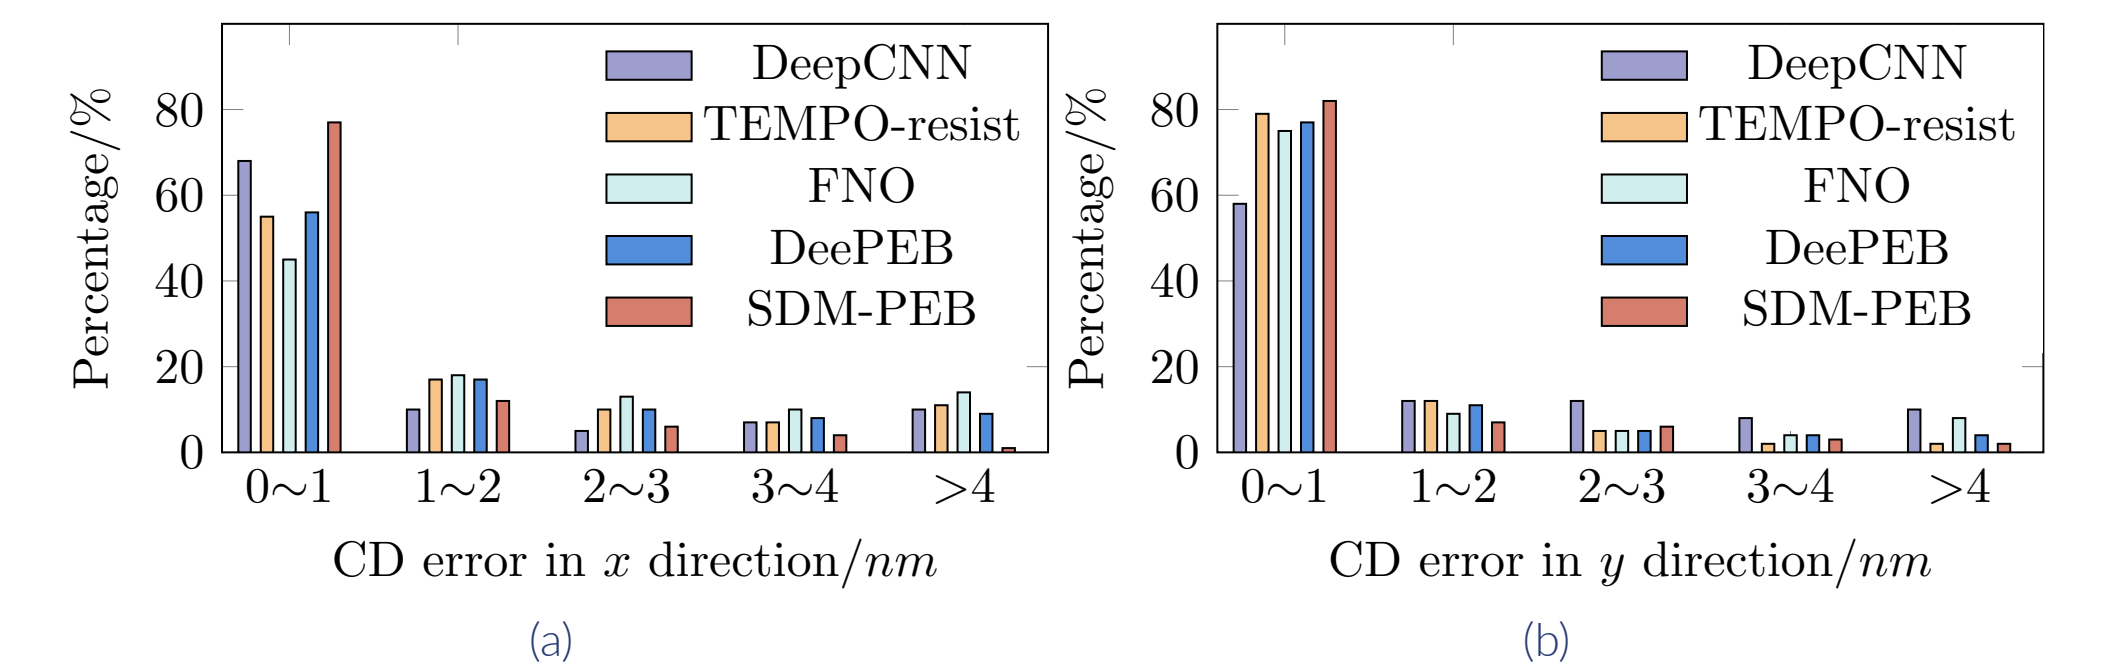 Percentage/%
80
60
40
20
0
DeepCNN
TEMPO-resist
FNO
DeePEB
SDM-PEB
0∼1 1∼2 2∼3 3∼4 >4
CD error in x direction/nm
(a)
Percentage/%
80
60
40
20
0
DeepCNN
TEMPO-resist
FNO
DeePEB
SDM-PEB
0∼1 1∼2 2∼3 3∼4 >4
CD error in y direction/nm
(b)